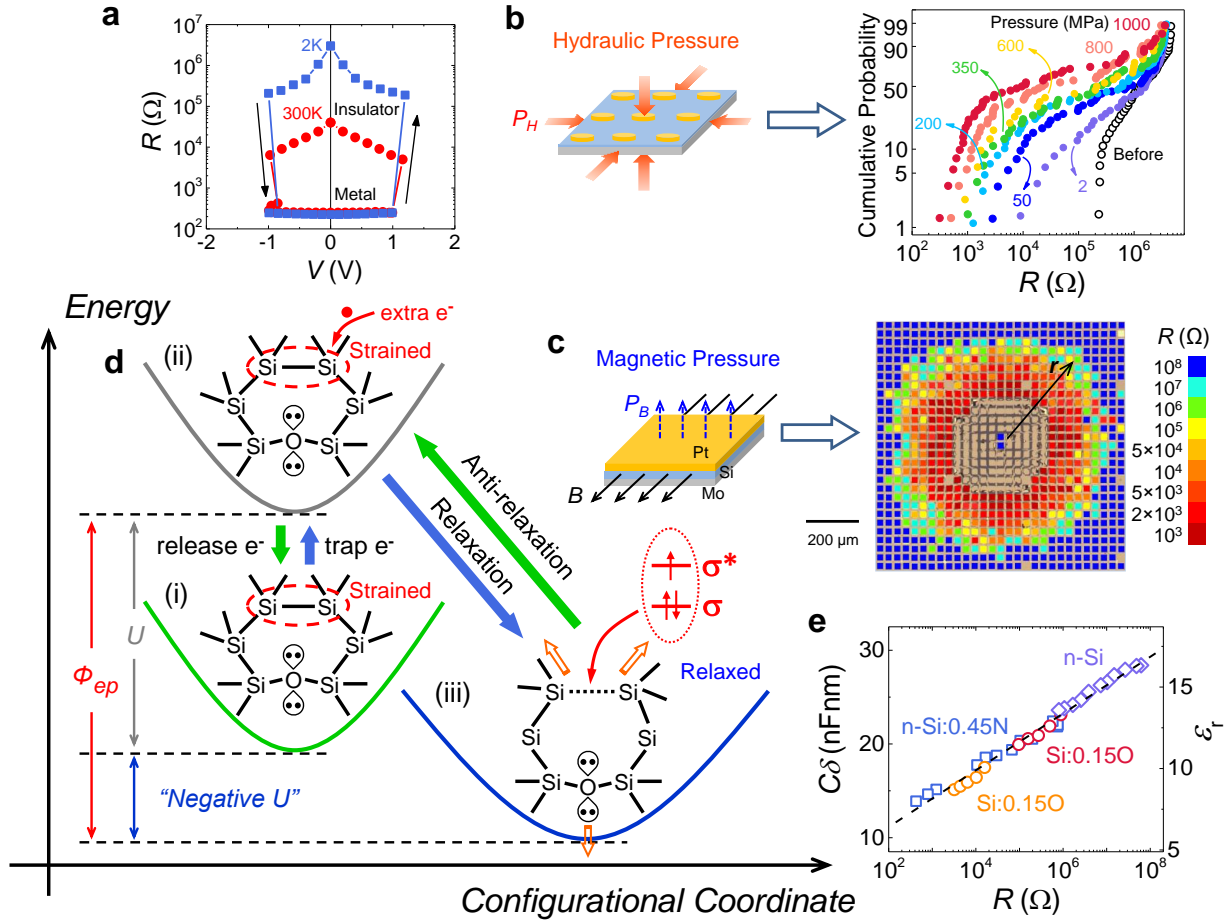 a
R (Ω)
10⁷
10⁶
10⁵
10⁴
10³
10²
2K
300K
Insulator
Metal
-2 -1 0 1 2
V (V)
b
Hydraulic Pressure
P_H
Cumulative Probability
99
90
50
10
5
1
Pressure (MPa) 1000
800
600
350
200
50
2
Before
10² 10³ 10⁴ 10⁵ 10⁶
R (Ω)
c
Magnetic Pressure
P_B
Pt
Si
Mo
B
200 μm
r
R (Ω)
10⁸
10⁷
10⁶
10⁵
5×10⁴
10⁴
5×10³
2×10³
10³
d
Energy
(ii)
extra e⁻
Strained
Si Si
Si Si
Si O Si
release e⁻
trap e⁻
(i)
Strained
Si Si
Si Si
Si O Si
Anti-relaxation
Relaxation
σ*
σ
(iii)
Relaxed
Si Si
Si Si
Si O Si
Φ_ep
U
“Negative U”
Configurational Coordinate
e
Cδ (nFnm)
30
20
10
n-Si
n-Si:0.45N
Si:0.15O
Si:0.15O
15
10
5
ε_r
10² 10⁴ 10⁶ 10⁸
R (Ω)